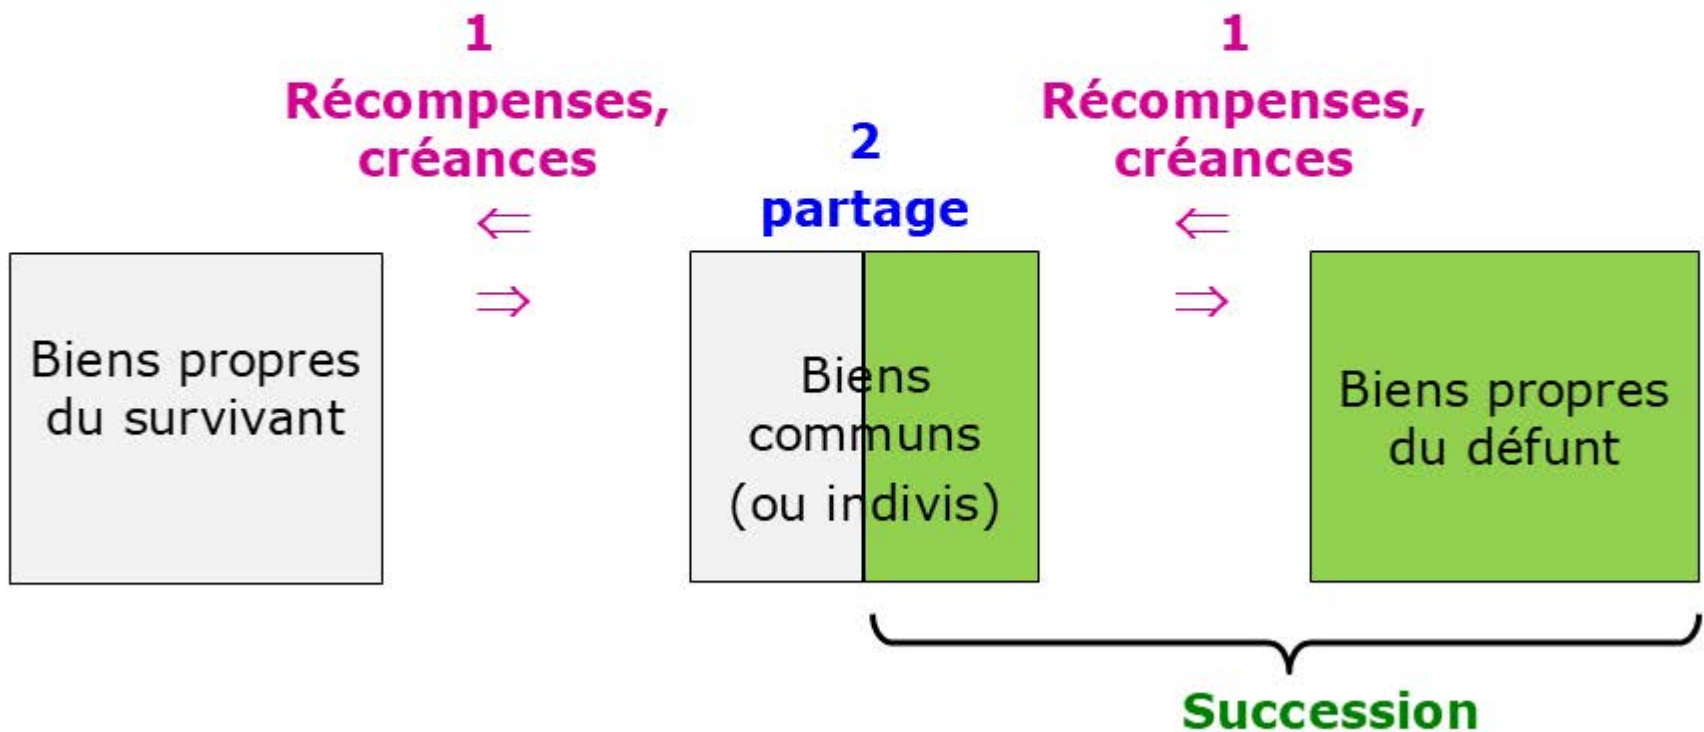 1
Récompenses,
créances
2
partage
1
Récompenses,
créances
⇐
⇒
⇐
⇒
Biens propres
du survivant
Biens
communs
(ou indivis)
Biens propres
du défunt
Succession